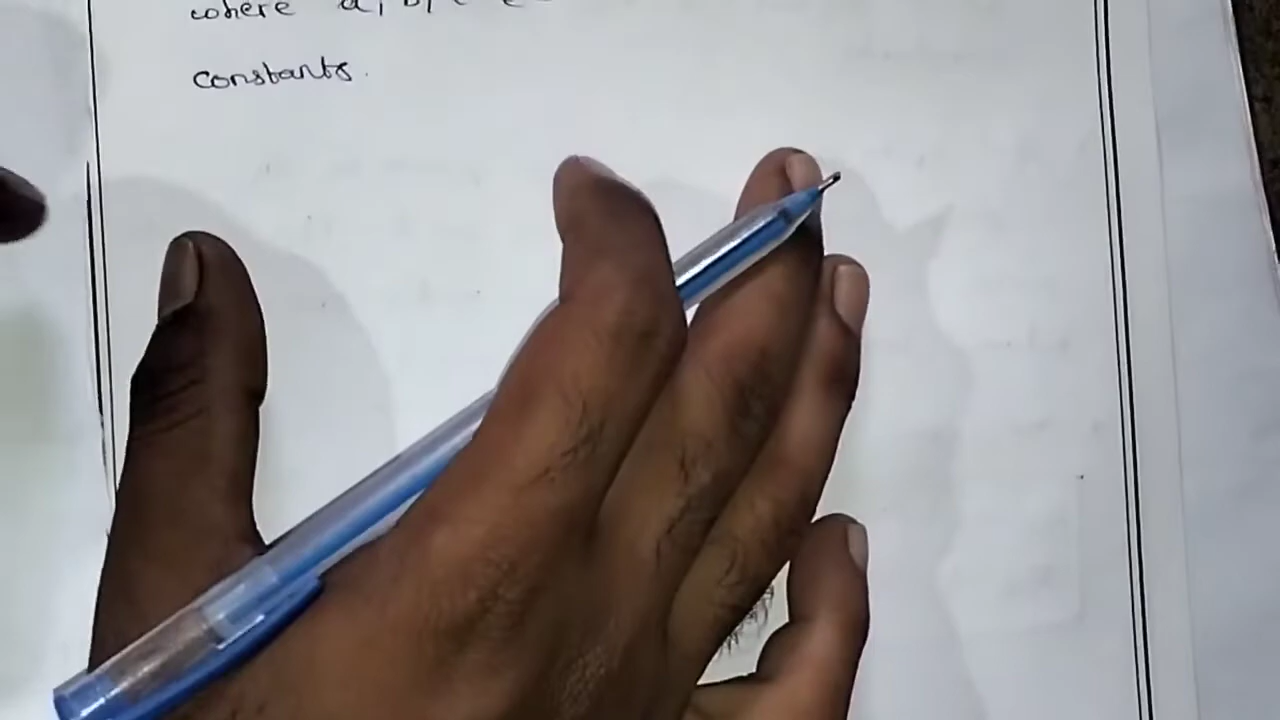 where a, b, c
constants.